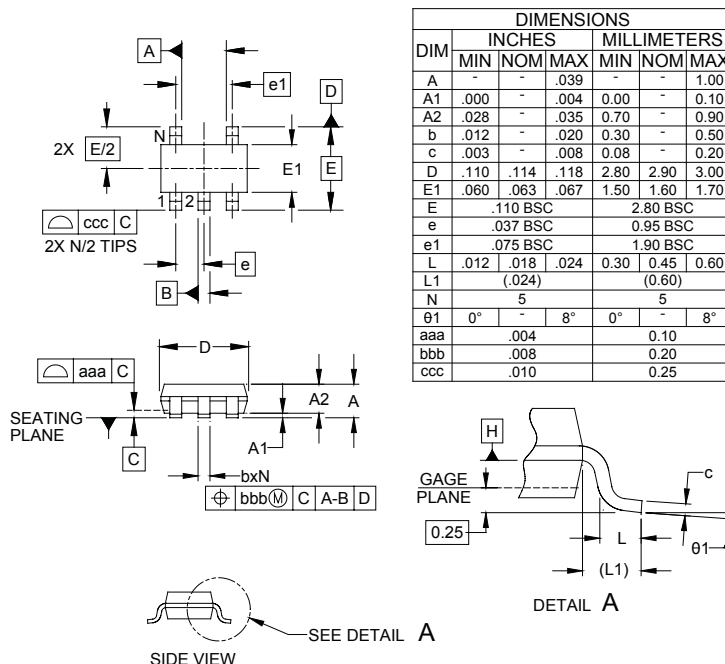 DIMENSIONS
DIM INCHES MILLIMETERS
MIN NOM MAX MIN NOM MAX
A - - .039 - - 1.00
A1 .000 - .004 0.00 - 0.10
A2 .028 - .035 0.70 - 0.90
b .012 - .020 0.30 - 0.50
c .003 - .008 0.08 - 0.20
D .110 .114 .118 2.80 2.90 3.00
E1 .060 .063 .067 1.50 1.60 1.70
E .110 BSC 2.80 BSC
e .037 BSC 0.95 BSC
e1 .075 BSC 1.90 BSC
L .012 .018 .024 0.30 0.45 0.60
L1 (.024) (0.60)
N 5 5
θ1 0° - 8° 0° - 8°
aaa .004 0.10
bbb .008 0.20
ccc .010 0.25
A
e1
D
N
2X E/2
E1
E
1 2
⌓ ccc C
2X N/2 TIPS
e
B
D
⌓ aaa C
A2
A
SEATING
PLANE
C
A1
bxN
⌖ bbbⓂ C A-B D
H
GAGE
PLANE
0.25
c
L
θ1
(L1)
DETAIL A
SEE DETAIL A
SIDE VIEW